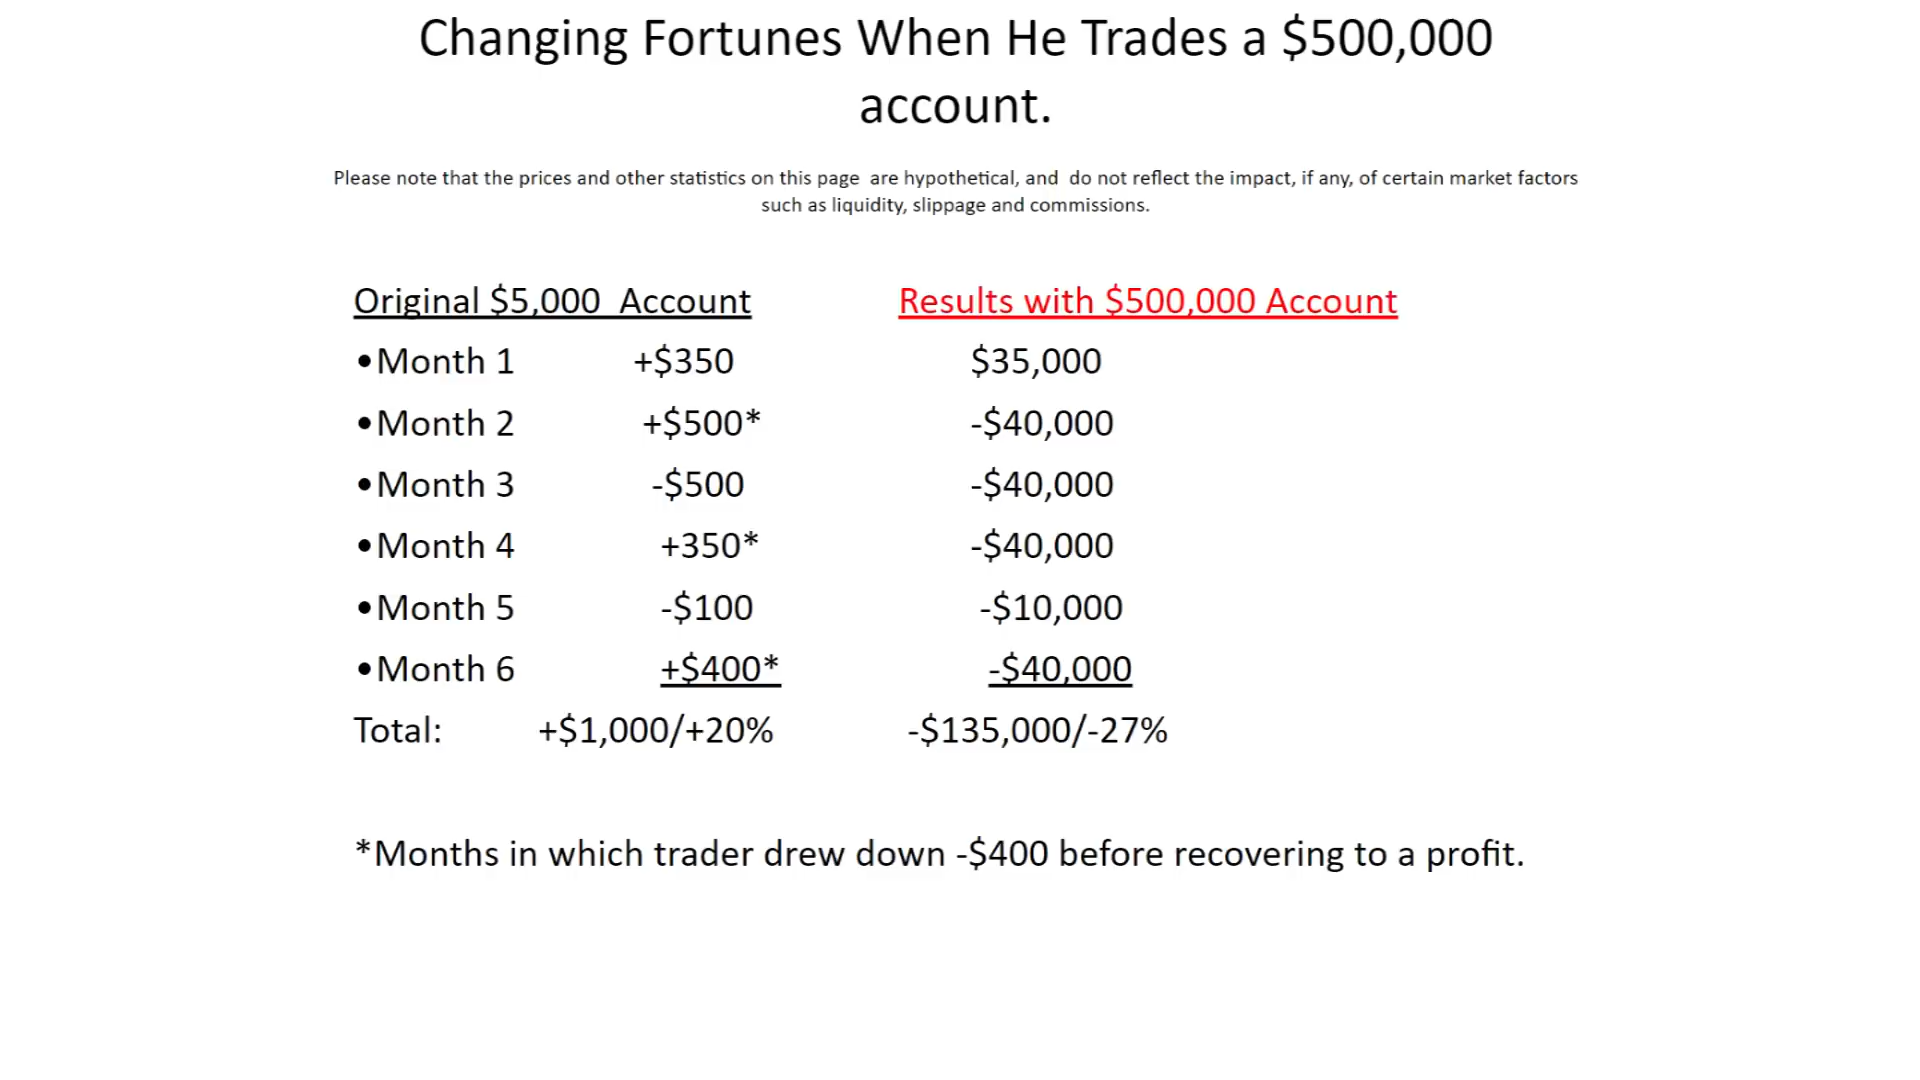 Changing Fortunes When He Trades a $500,000
account.
Please note that the prices and other statistics on this page  are hypothetical, and  do not reflect the impact, if any, of certain market factors
such as liquidity, slippage and commissions.
Original $5,000  Account Results with $500,000 Account
•Month 1 +$350 $35,000
•Month 2 +$500* -$40,000
•Month 3 -$500 -$40,000
•Month 4 +350* -$40,000
•Month 5 -$100 -$10,000
•Month 6 +$400* -$40,000
Total: +$1,000/+20% -$135,000/-27%
*Months in which trader drew down -$400 before recovering to a profit.